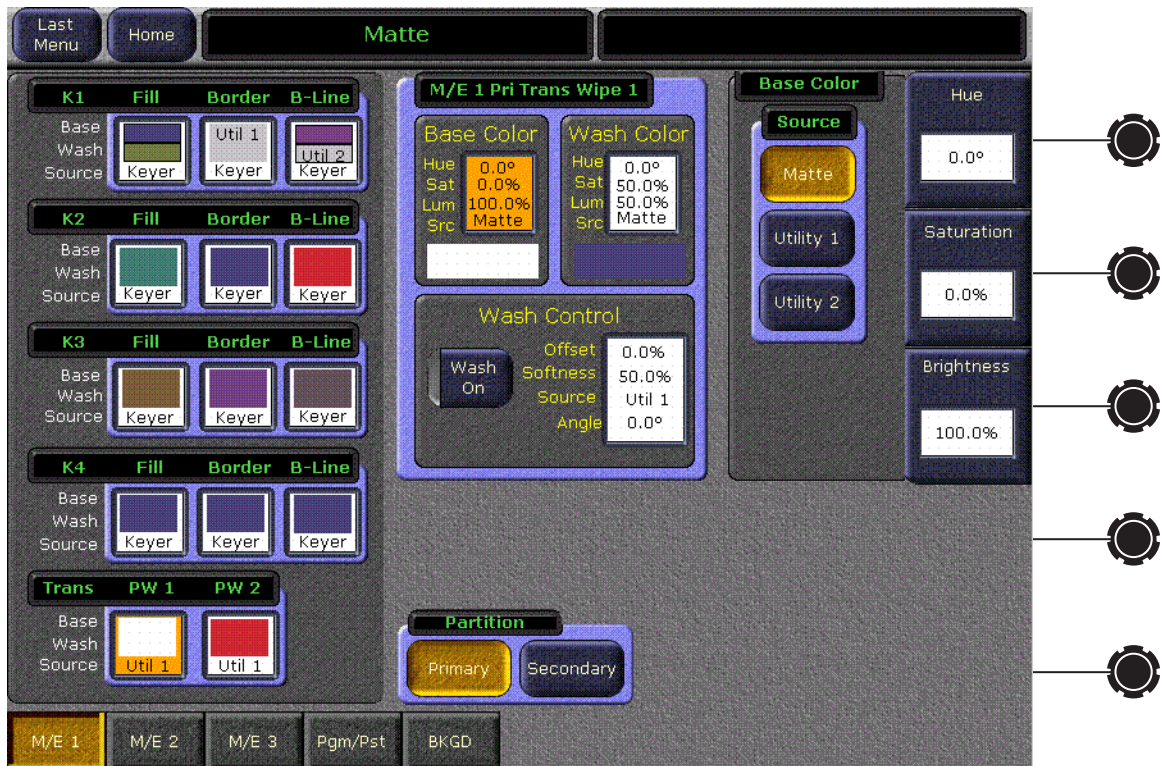 Last Menu
Home
Matte
K1 Fill Border B-Line
Base
Wash
Source
Util 1
Util 2
Keyer Keyer Keyer
K2 Fill Border B-Line
Base
Wash
Source
Keyer Keyer Keyer
K3 Fill Border B-Line
Base
Wash
Source
Keyer Keyer Keyer
K4 Fill Border B-Line
Base
Wash
Source
Keyer Keyer Keyer
Trans PW 1 PW 2
Base
Wash
Source
Util 1 Util 1
M/E 1 Pri Trans Wipe 1
Base Color
Hue 0.0°
Sat 0.0%
Lum 100.0%
Src Matte
Wash Color
Hue 0.0°
Sat 50.0%
Lum 50.0%
Src Matte
Wash Control
Wash On
Offset 0.0%
Softness 50.0%
Source Util 1
Angle 0.0°
Partition
Primary Secondary
Base Color
Source
Matte
Utility 1
Utility 2
Hue
0.0°
Saturation
0.0%
Brightness
100.0%
M/E 1 M/E 2 M/E 3 Pgm/Pst BKGD